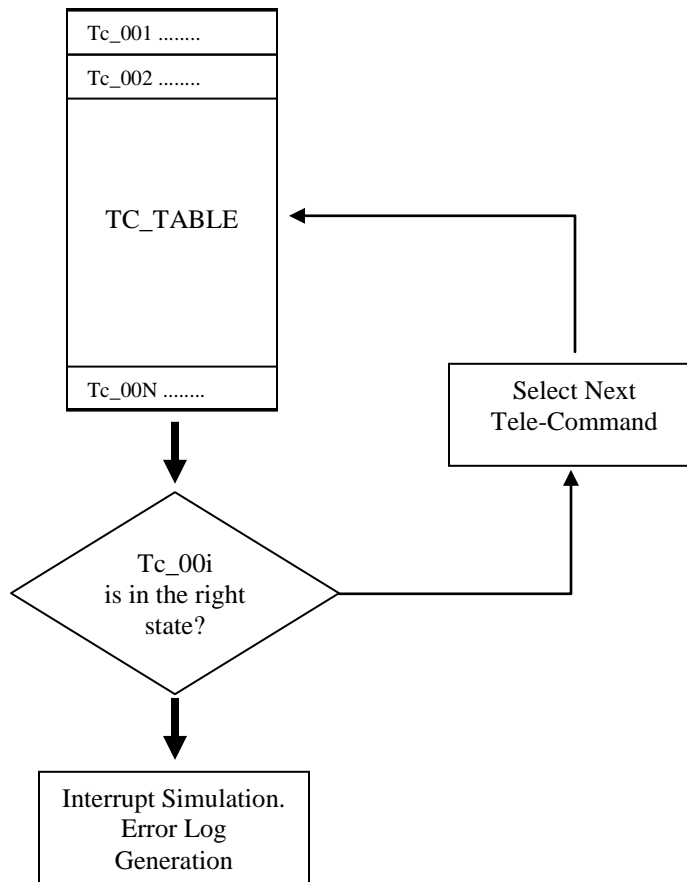 Tc_001 ........
Tc_002 ........
TC_TABLE
Tc_00N ........
Select Next
Tele-Command
Tc_00i
is in the right
state?
Interrupt Simulation.
Error Log
Generation